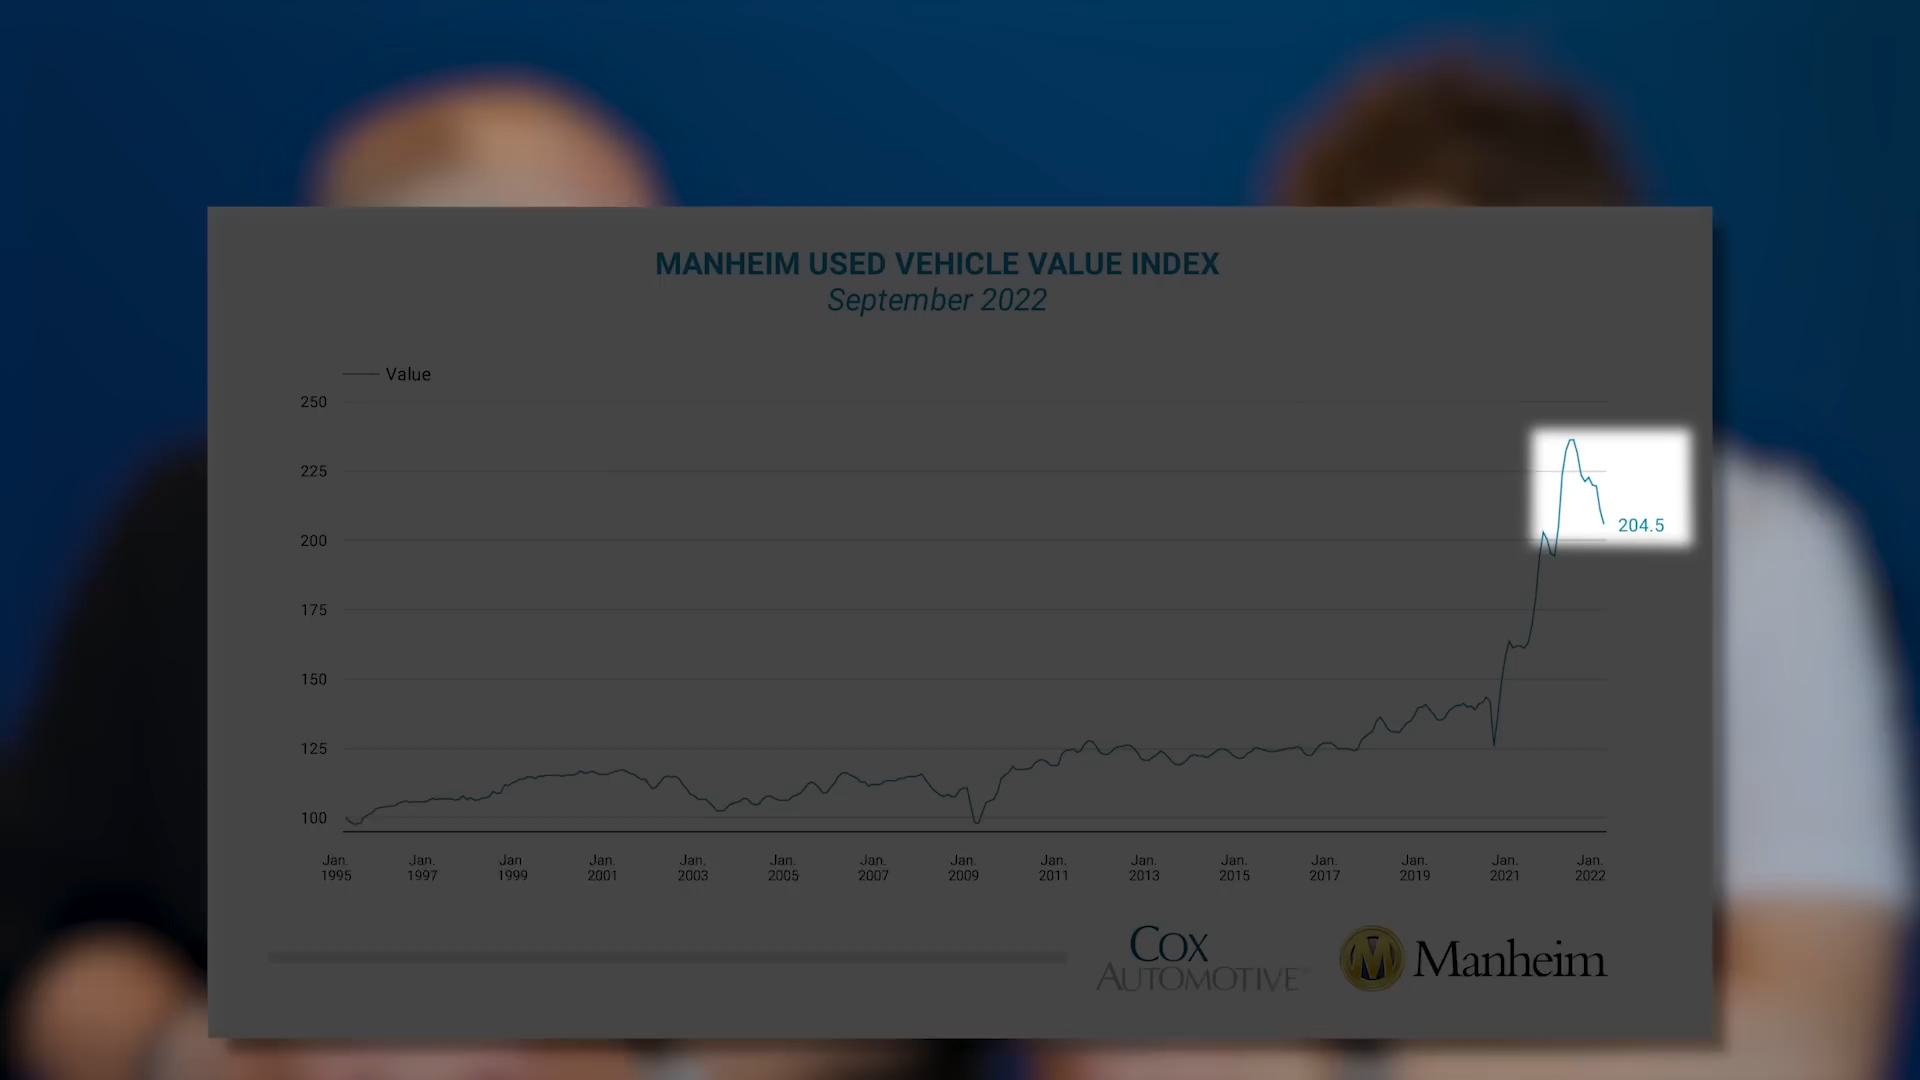 MANHEIM USED VEHICLE VALUE INDEX
September 2022
Value
250
225
200
175
150
125
100
204.5
Jan. 1995
Jan. 1997
Jan 1999
Jan. 2001
Jan. 2003
Jan. 2005
Jan. 2007
Jan. 2009
Jan. 2011
Jan. 2013
Jan. 2015
Jan. 2017
Jan. 2019
Jan. 2021
Jan. 2022
COX
AUTOMOTIVE
M
Manheim